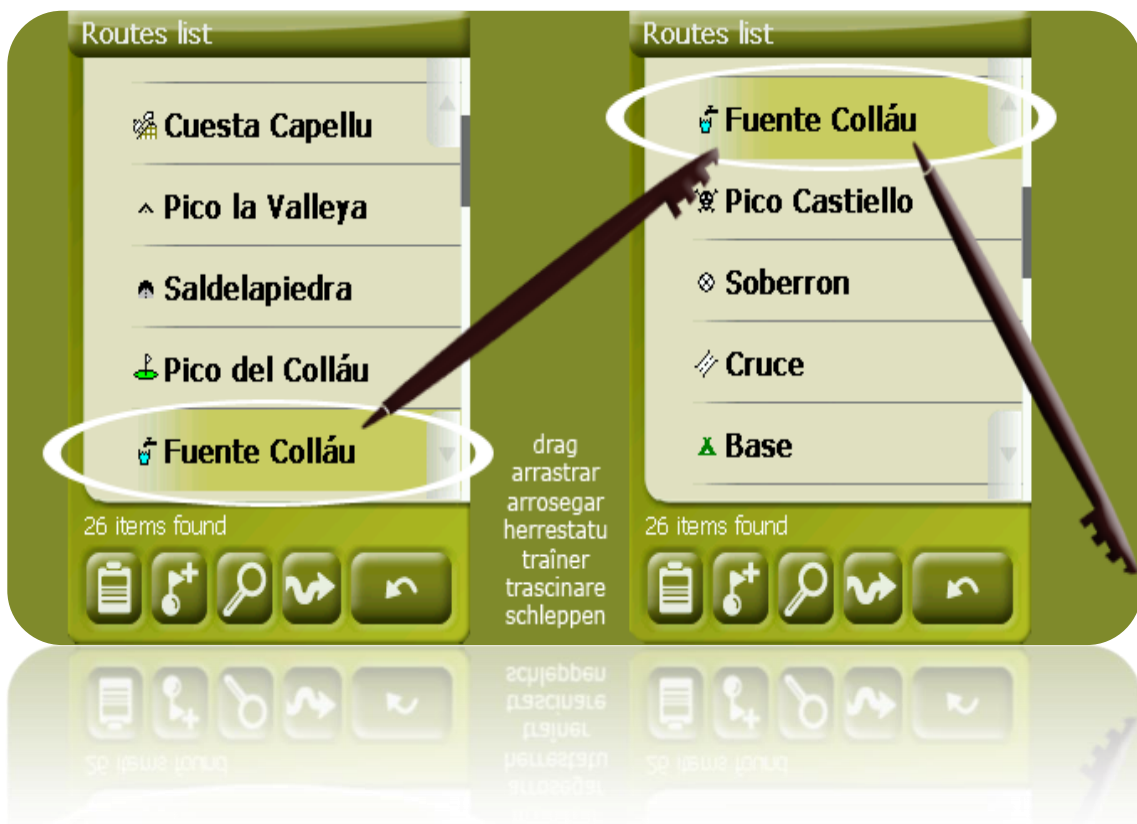 Routes list
Cuesta Capellu
Pico la Valleya
Saldelapiedra
Pico del Colláu
Fuente Colláu
26 items found
drag
arrastrar
arrosegar
herrestatu
traîner
trascinare
schleppen
Routes list
Fuente Colláu
Pico Castiello
Soberron
Cruce
Base
26 items found